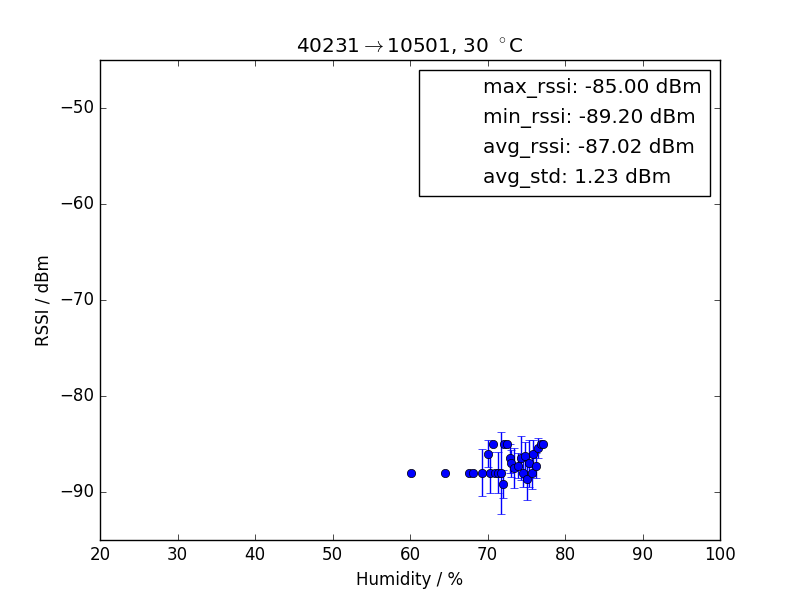 40231→10501, 30 °C
max_rssi: -85.00 dBm
min_rssi: -89.20 dBm
avg_rssi: -87.02 dBm
avg_std: 1.23 dBm
−50
−60
−70
−80
−90
RSSI / dBm
20 30 40 50 60 70 80 90 100
Humidity / %